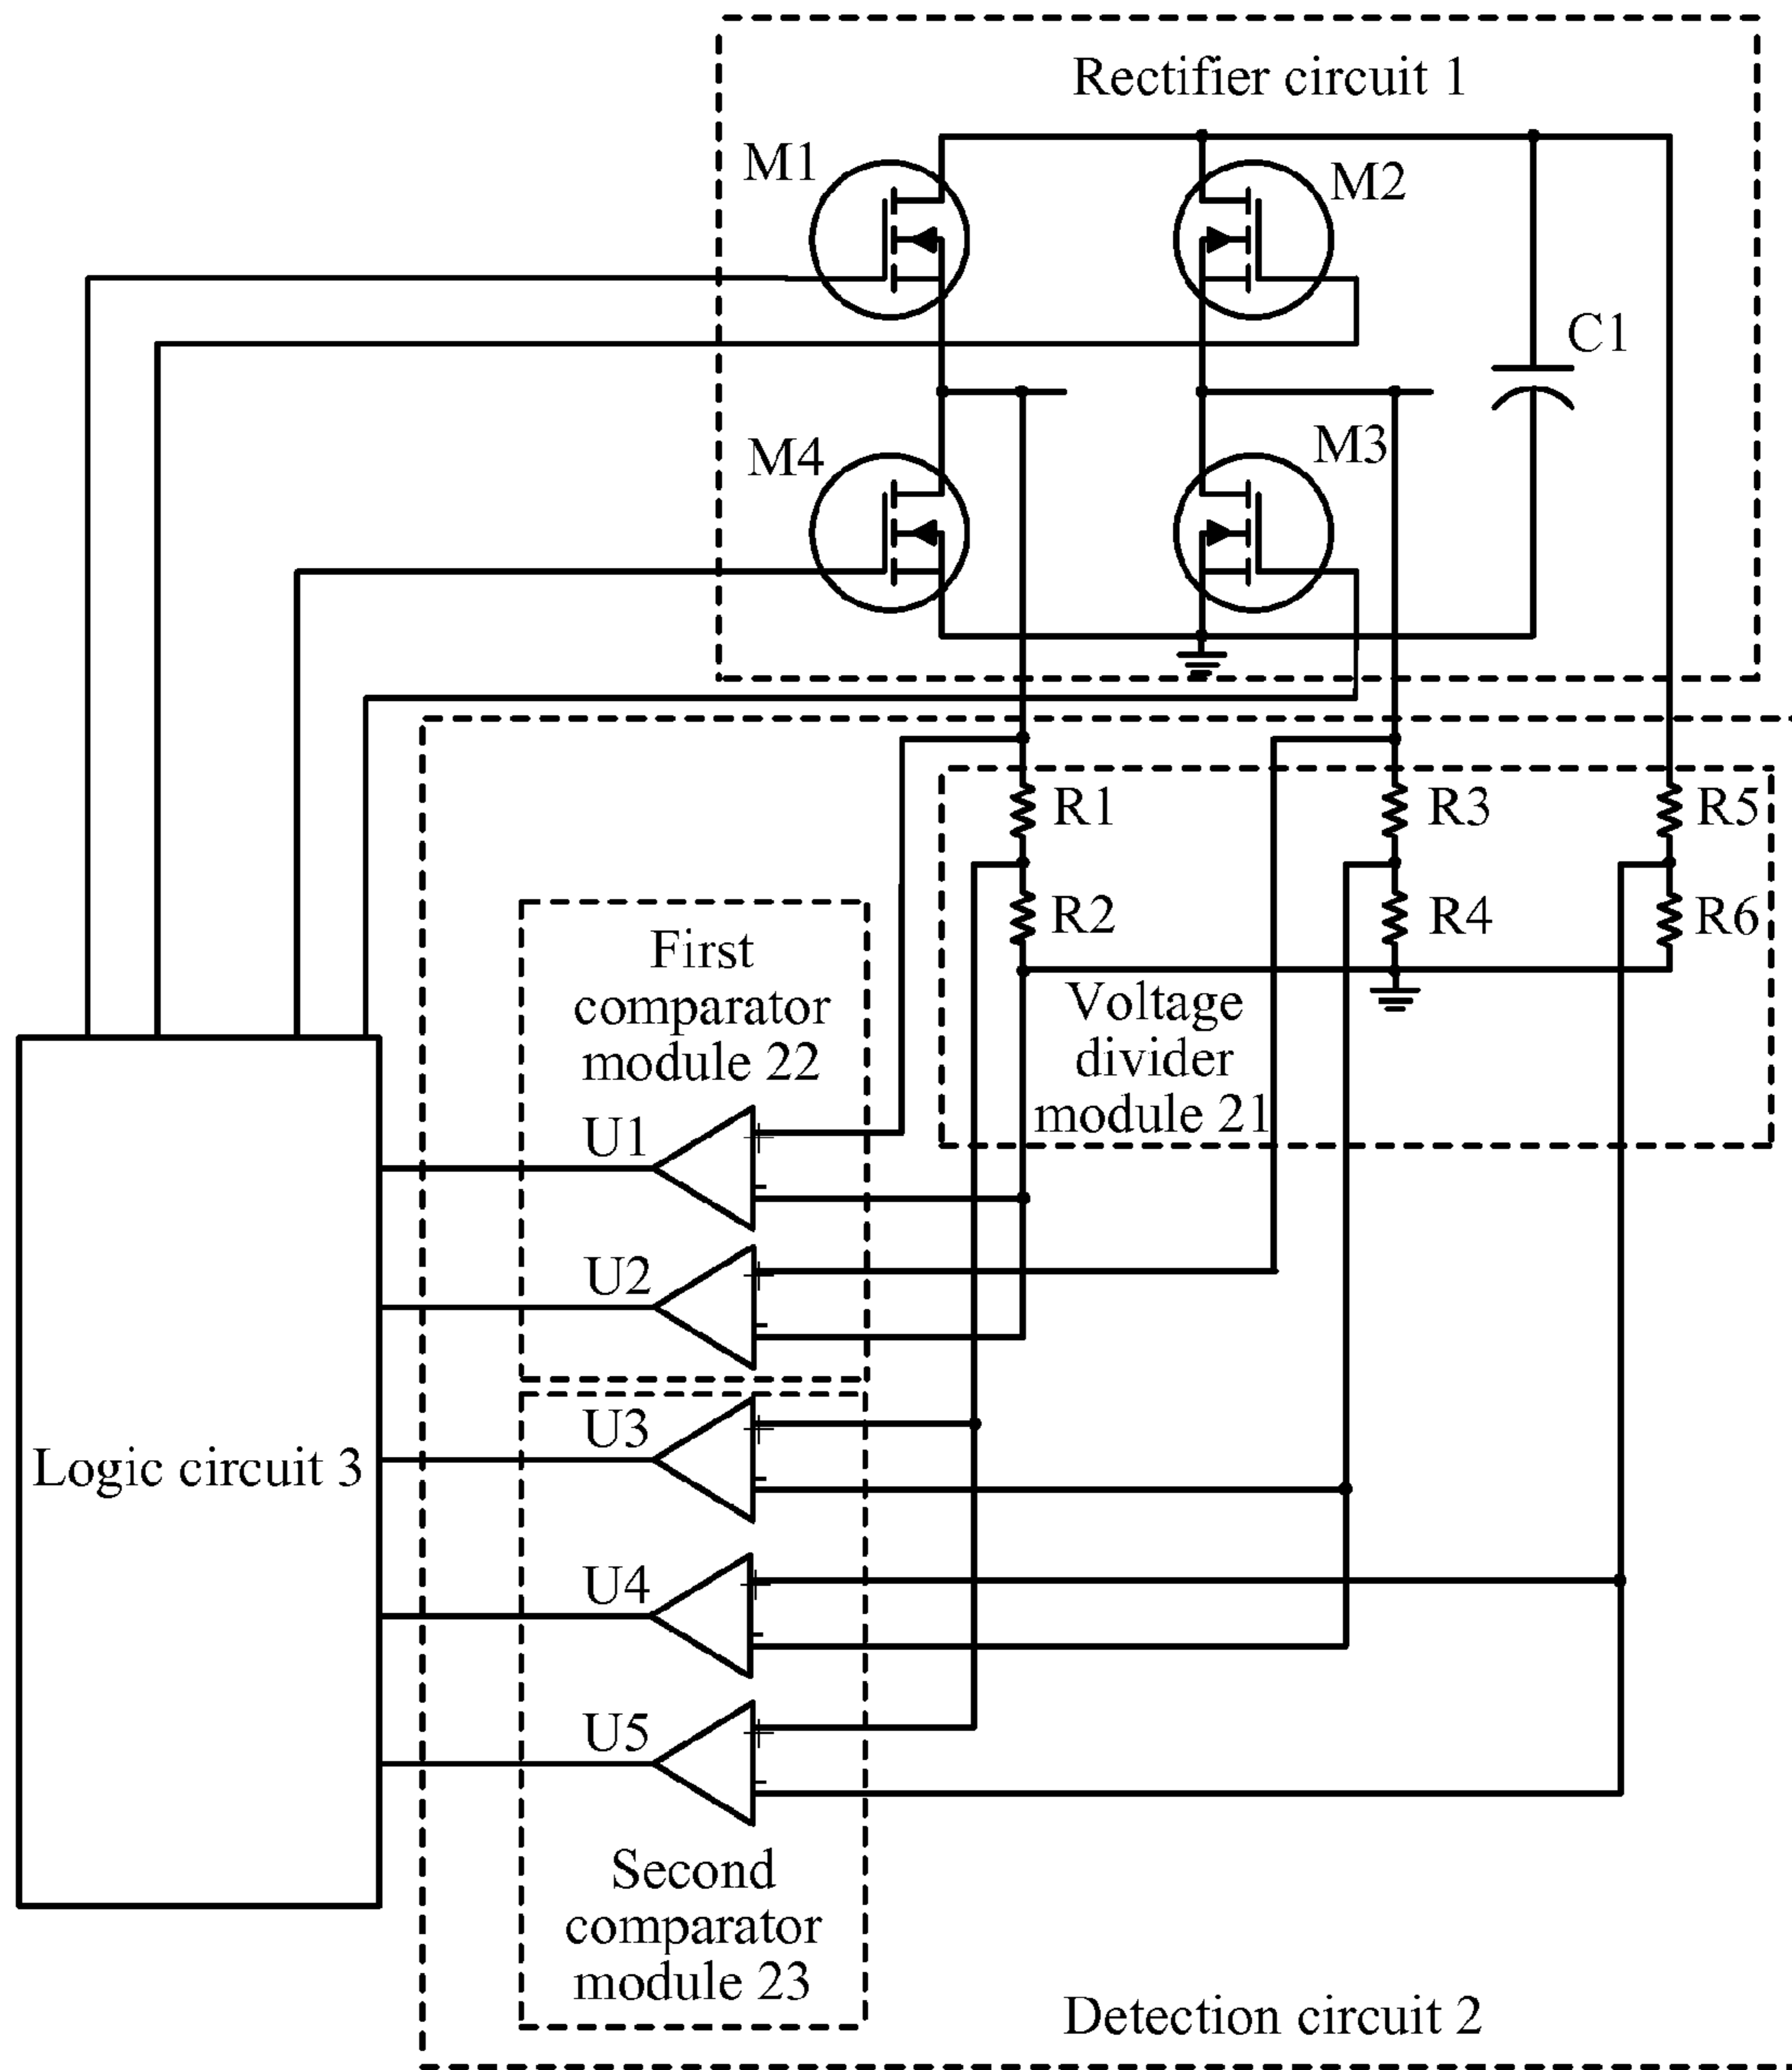 Rectifier circuit 1
M1
M2
C1
M4
M3
R1
R3
R5
R2
R4
R6
First
comparator
module 22
Voltage
divider
module 21
U1
+
-
U2
+
-
U3
+
-
Logic circuit 3
U4
+
-
U5
+
-
Second
comparator
module 23
Detection circuit 2